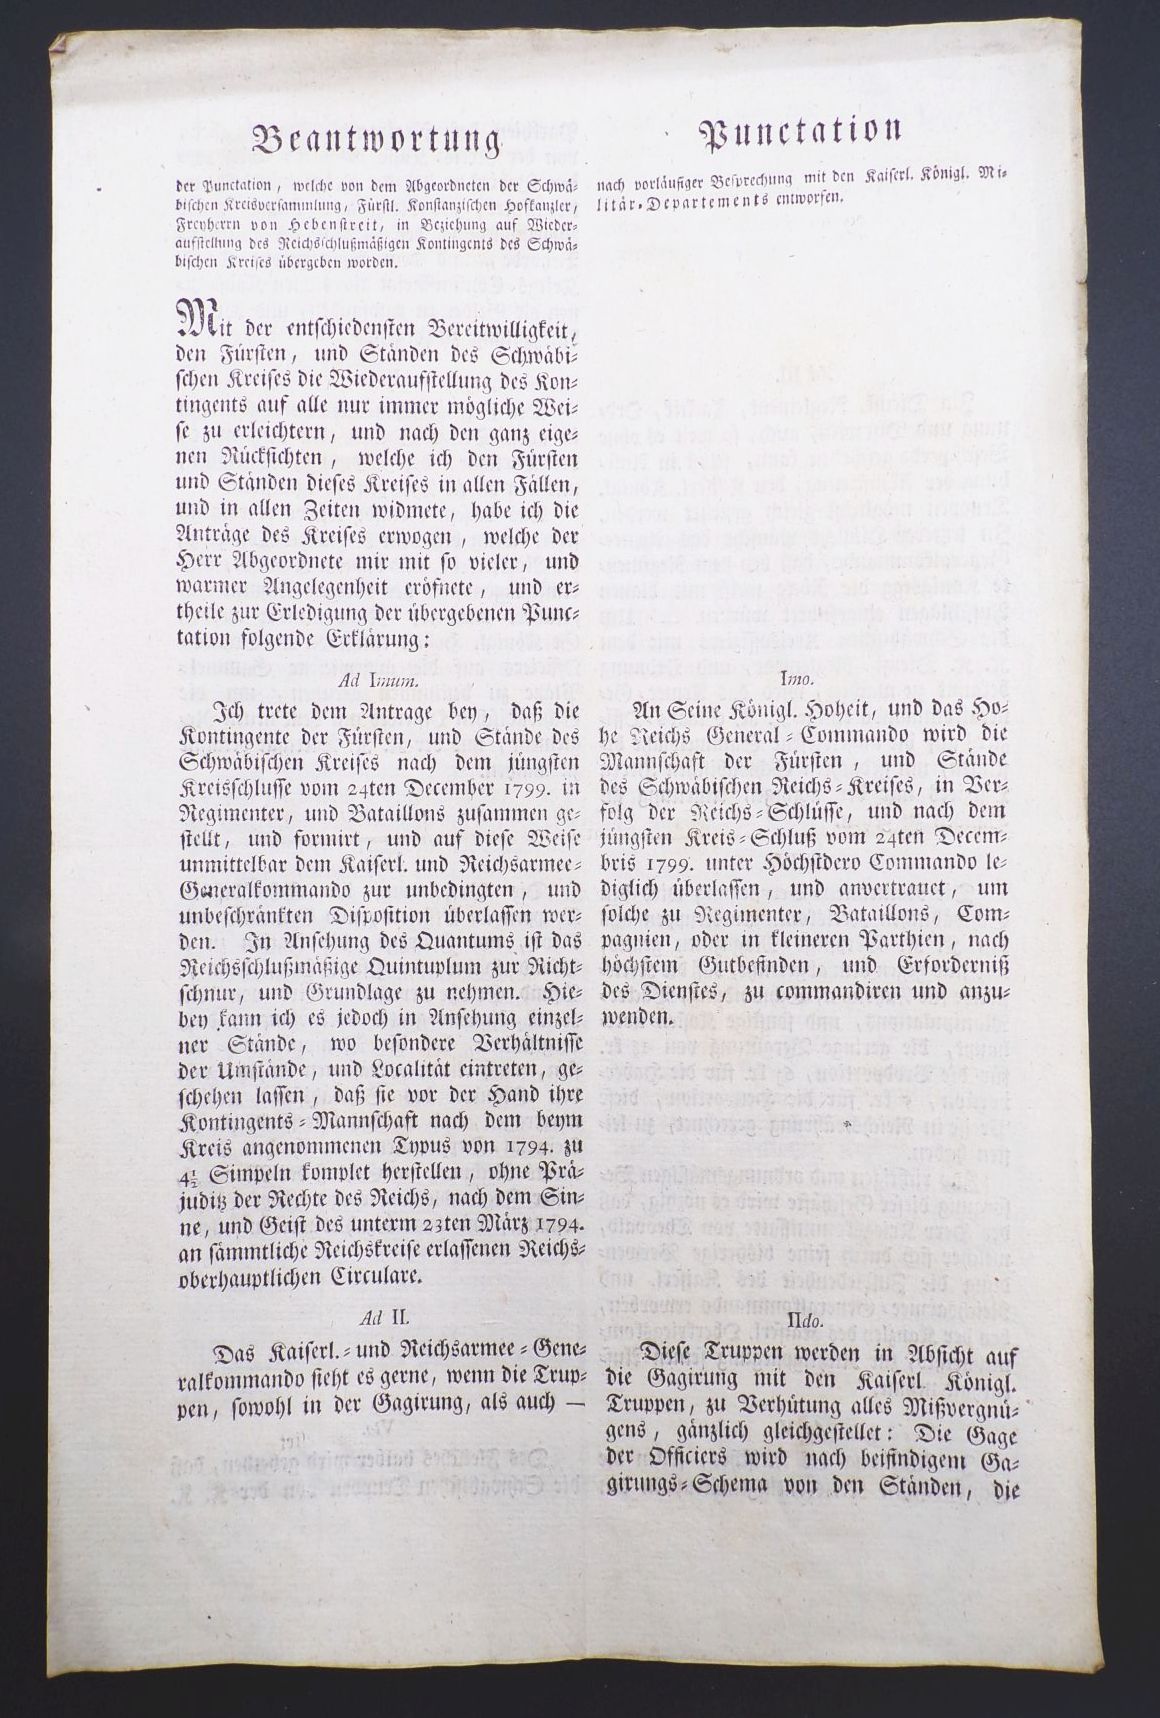 Beantwortung
der Punctation, welche von dem Abgeordneten der Schwä-
bischen Kreisversammlung, Fürstl. Konstanzischen Hofkanzler,
Freyherrn von Hebenstreit, in Beziehung auf Wieder-
aufstellung des Reichsschlußmäßigen Kontingents des Schwä-
bischen Kreises übergeben worden.
Mit der entschiedensten Bereitwilligkeit,
den Fürsten, und Ständen des Schwäbi-
schen Kreises die Wiederaufstellung des Kon-
tingents auf alle nur immer mögliche Wei-
se zu erleichtern, und nach den ganz eige-
nen Rücksichten, welche ich den Fürsten
und Ständen dieses Kreises in allen Fällen,
und in allen Zeiten widmete, habe ich die
Anträge des Kreises erwogen, welche der
Herr Abgeordnete mir mit so vieler, und
warmer Angelegenheit eröfnete, und er-
theile zur Erledigung der übergebenen Punc-
tation folgende Erklärung:
Ad Imum.
Ich trete dem Antrage bey, daß die
Kontingente der Fürsten, und Stände des
Schwäbischen Kreises nach dem jüngsten
Kreisschlusse vom 24ten December 1799. in
Regimenter, und Bataillons zusammen ge-
stellt, und formirt, und auf diese Weise
unmittelbar dem Kaiserl. und Reichsarmee-
Generalkommando zur unbedingten, und
unbeschränkten Disposition überlassen wer-
den. In Ansehung des Quantums ist das
Reichsschlußmäßige Quintuplum zur Richt-
schnur, und Grundlage zu nehmen. Hie-
bey kann ich es jedoch in Ansehung einzel-
ner Stände, wo besondere Verhältnisse
der Umstände, und Localität eintreten, ge-
schehen lassen, daß sie vor der Hand ihre
Kontingents-Mannschaft nach dem beym
Kreis angenommenen Typus von 1794. zu
4½ Simpeln komplet herstellen, ohne Prä-
juditz der Rechte des Reichs, nach dem Sin-
ne, und Geist des unterm 23ten März 1794.
an sämmtliche Reichskreise erlassenen Reichs-
oberhauptlichen Circulare.
Ad II.
Das Kaiserl.- und Reichsarmee-Gene-
ralkommando sieht es gerne, wenn die Trup-
pen, sowohl in der Gagirung, als auch —
Punctation
nach vorläufiger Besprechung mit den Kaiserl. Königl. Mi-
litär-Departements entworfen.
Imo.
An Seine Königl. Hoheit, und das Ho-
he Reichs General-Commando wird die
Mannschaft der Fürsten, und Stände
des Schwäbischen Reichs-Kreises, in Ver-
folg der Reichs-Schlüsse, und nach dem
jüngsten Kreis-Schluß vom 24ten Decem-
bris 1799. unter Höchstdero Commando le-
diglich überlassen, und anvertrauet, um
solche zu Regimenter, Bataillons, Com-
pagnien, oder in kleineren Parthien, nach
höchstem Gutbefinden, und Erforderniß
des Dienstes, zu commandiren und anzu-
wenden.
IIdo.
Diese Truppen werden in Absicht auf
die Gagirung mit den Kaiserl Königl.
Truppen, zu Verhütung alles Mißvergnü-
gens, gänzlich gleichgestellet: Die Gage
der Officiers wird nach beifindigem Ga-
girungs-Schema von den Ständen, die